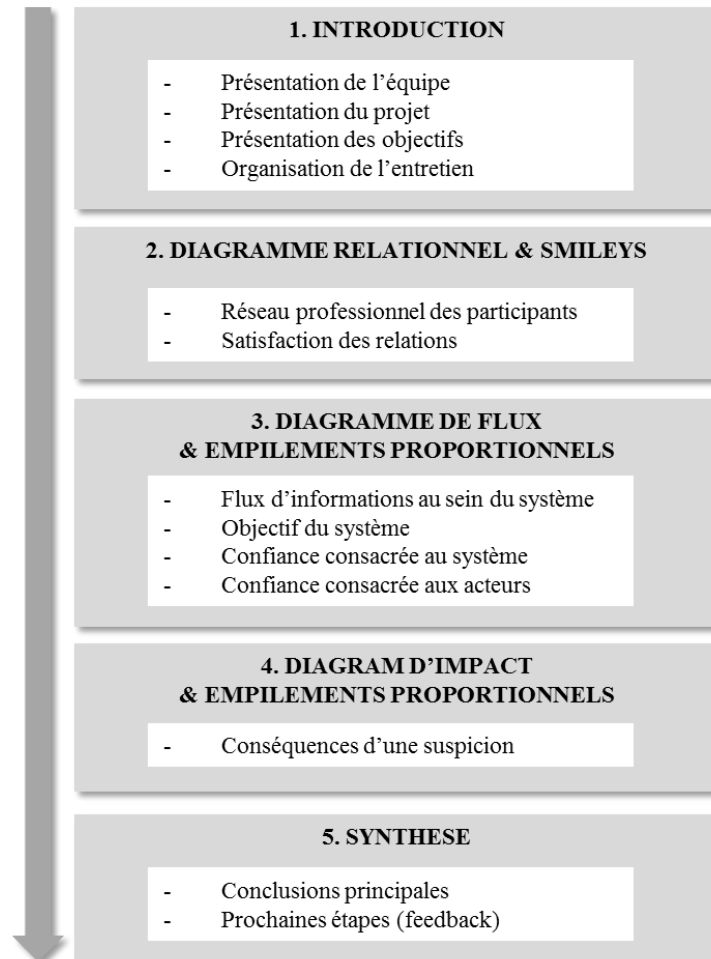 1. INTRODUCTION
- Présentation de l’équipe
- Présentation du projet
- Présentation des objectifs
- Organisation de l’entretien
2. DIAGRAMME RELATIONNEL & SMILEYS
- Réseau professionnel des participants
- Satisfaction des relations
3. DIAGRAMME DE FLUX
& EMPILEMENTS PROPORTIONNELS
- Flux d’informations au sein du système
- Objectif du système
- Confiance consacrée au système
- Confiance consacrée aux acteurs
4. DIAGRAM D’IMPACT
& EMPILEMENTS PROPORTIONNELS
- Conséquences d’une suspicion
5. SYNTHESE
- Conclusions principales
- Prochaines étapes (feedback)